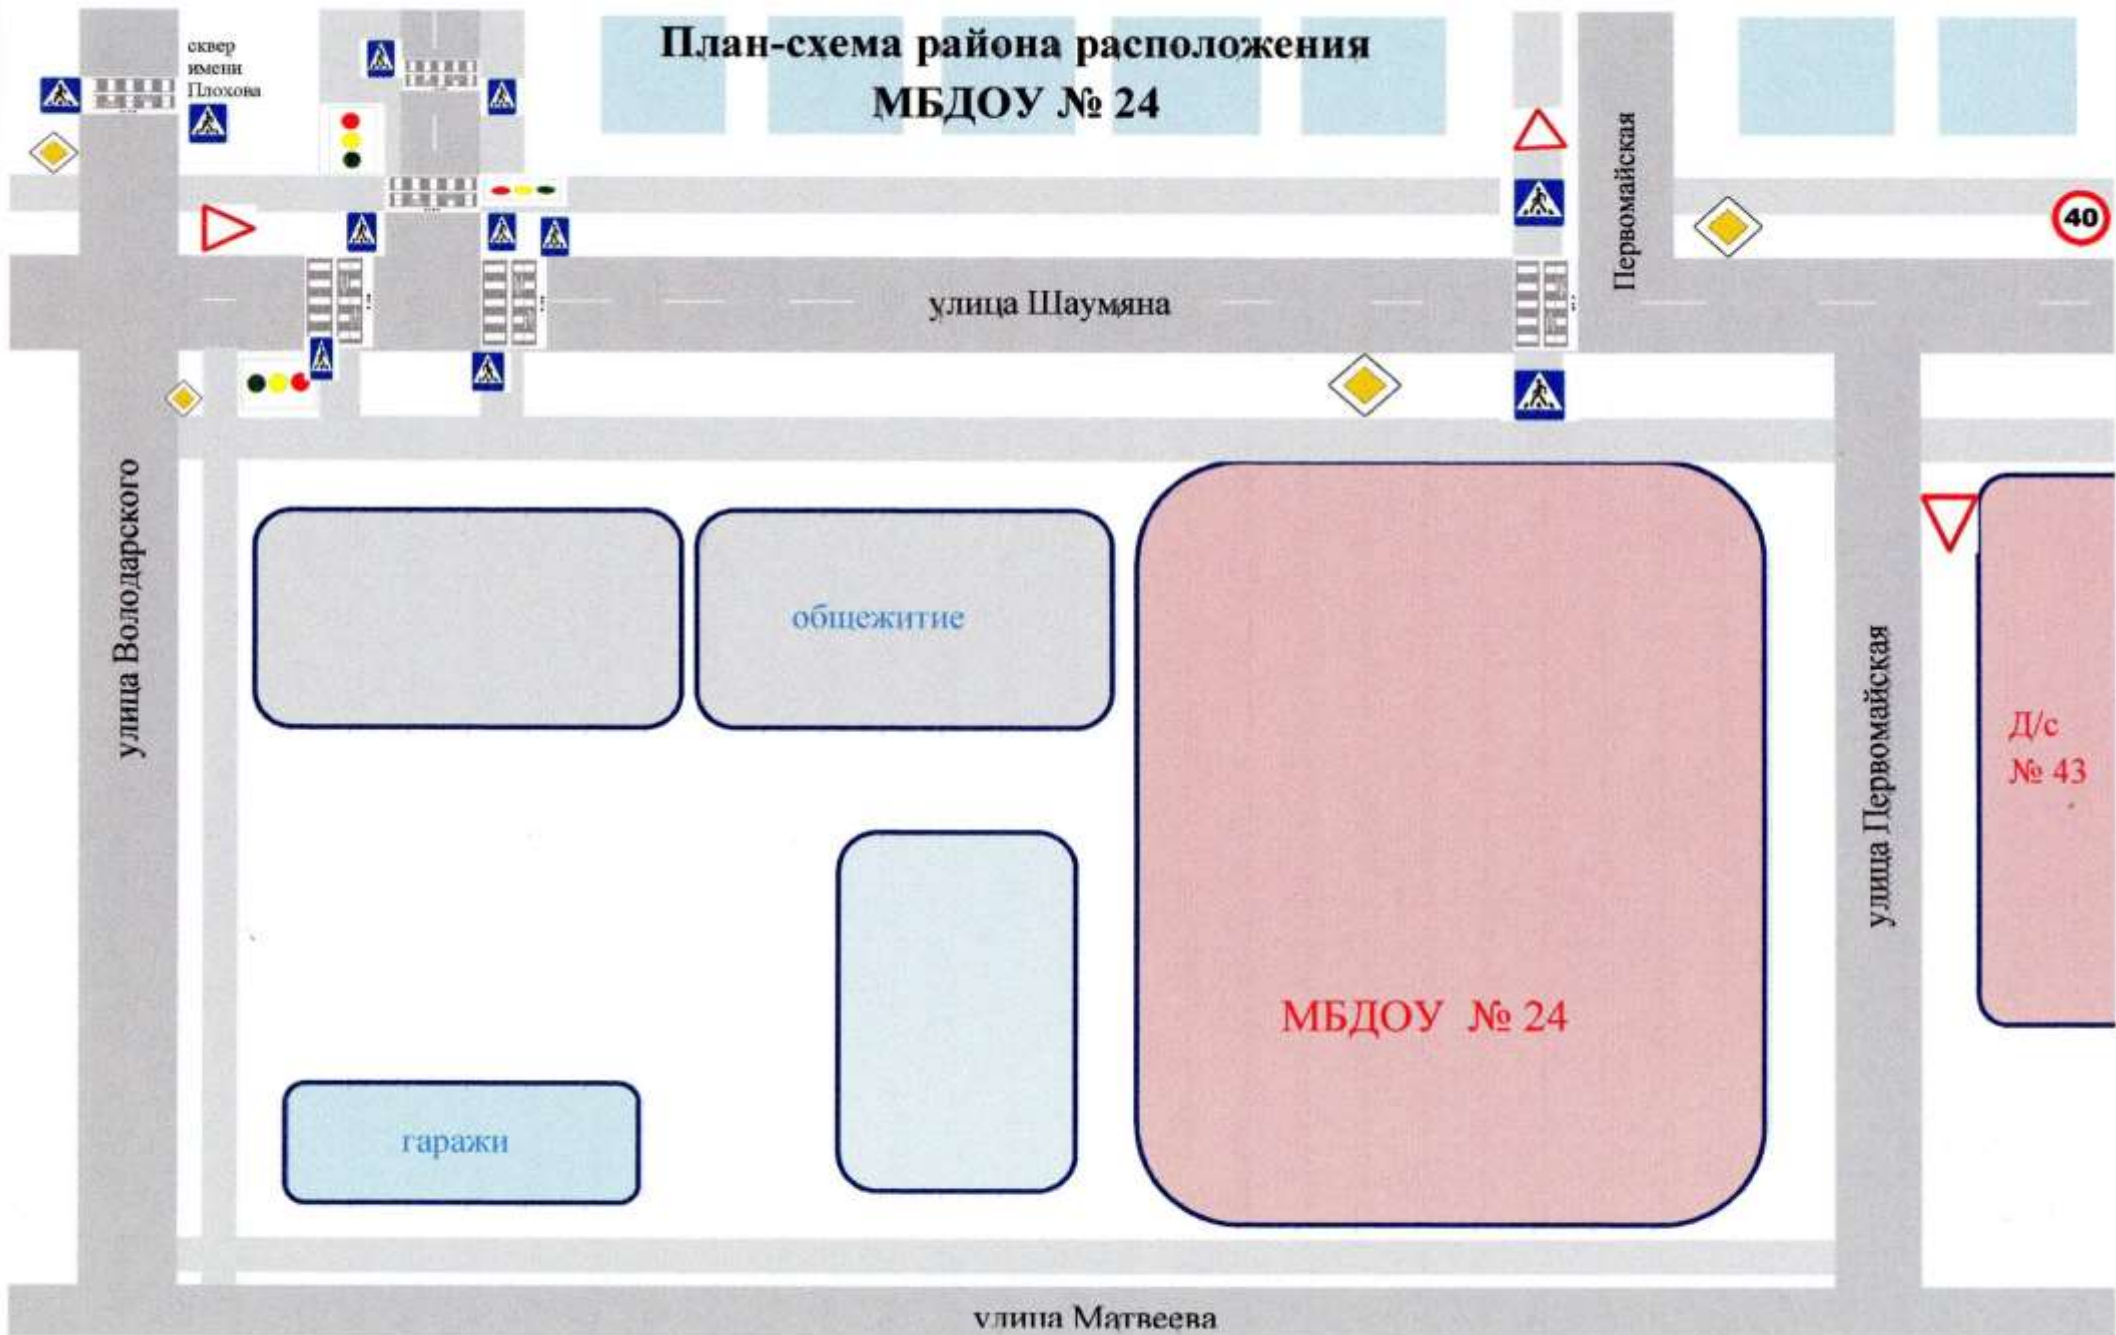 План-схема района расположения
МБДОУ № 24
сквер
имени
Плохова
Первомайская
40
улица Шаумяна
улица Володарского
общежитие
Д/с
№ 43
улица Первомайская
МБДОУ № 24
гаражи
улица Матвеева